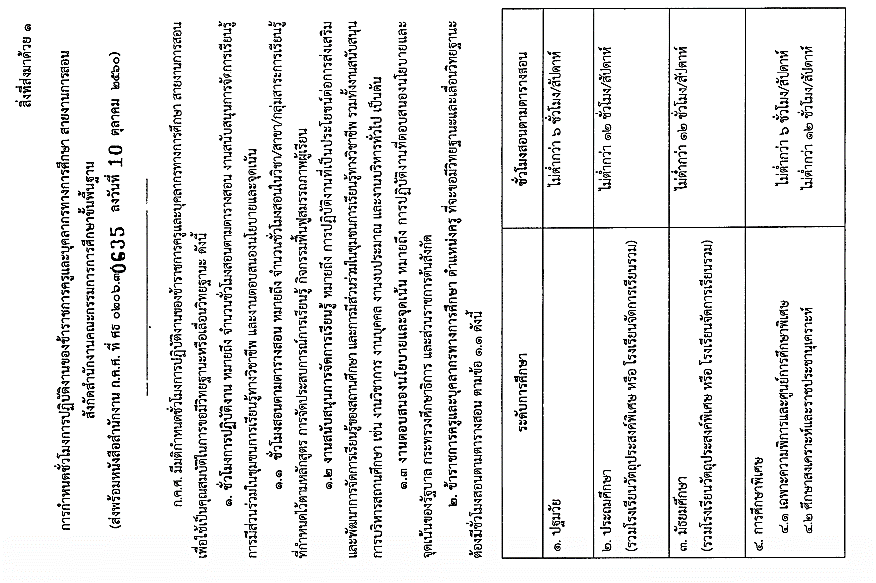 สิ่งที่ส่งมาด้วย ๑
การกำหนดชั่วโมงการปฏิบัติงานของข้าราชการครูและบุคลากรทางการศึกษา สายงานการสอน
สังกัดสำนักงานคณะกรรมการการศึกษาขั้นพื้นฐาน
(ส่งพร้อมหนังสือสำนักงาน ก.ค.ศ. ที่ ศธ ๐๒๐๖.๓/0635 ลงวันที่ 10 ตุลาคม ๒๕๖๐)
ก.ค.ศ. มีมติกำหนดชั่วโมงการปฏิบัติงานของข้าราชการครูและบุคลากรทางการศึกษา สายงานการสอน
เพื่อใช้เป็นคุณสมบัติในการขอมีวิทยฐานะหรือเลื่อนวิทยฐานะ ดังนี้
๑. ชั่วโมงการปฏิบัติงาน หมายถึง จำนวนชั่วโมงสอนตามตารางสอน งานสนับสนุนการจัดการเรียนรู้
การมีส่วนร่วมในชุมชนการเรียนรู้ทางวิชาชีพ และงานตอบสนองนโยบายและจุดเน้น
๑.๑ ชั่วโมงสอนตามตารางสอน หมายถึง จำนวนชั่วโมงสอนในวิชา/สาขา/กลุ่มสาระการเรียนรู้
ที่กำหนดไว้ตามหลักสูตร การจัดประสบการณ์การเรียนรู้ กิจกรรมฟื้นฟูสมรรถภาพผู้เรียน
๑.๒ งานสนับสนุนการจัดการเรียนรู้ หมายถึง การปฏิบัติงานที่เป็นประโยชน์ต่อการส่งเสริม
และพัฒนาการจัดการเรียนรู้ของสถานศึกษา และการมีส่วนร่วมในชุมชนการเรียนรู้ทางวิชาชีพ รวมทั้งงานสนับสนุน
การบริหารสถานศึกษา เช่น งานวิชาการ งานบุคคล งานงบประมาณ และงานบริหารทั่วไป เป็นต้น
๑.๓ งานตอบสนองนโยบายและจุดเน้น หมายถึง การปฏิบัติงานที่ตอบสนองนโยบายและ
จุดเน้นของรัฐบาล กระทรวงศึกษาธิการ และส่วนราชการต้นสังกัด
๒. ข้าราชการครูและบุคลากรทางการศึกษา ตำแหน่งครู ที่จะขอมีวิทยฐานะและเลื่อนวิทยฐานะ
ต้องมีชั่วโมงสอนตามตารางสอน ตามข้อ ๑.๑ ดังนี้
ระดับการศึกษา ชั่วโมงสอนตามตารางสอน
๑. ปฐมวัย ไม่ต่ำกว่า ๖ ชั่วโมง/สัปดาห์
๒. ประถมศึกษา ไม่ต่ำกว่า ๑๒ ชั่วโมง/สัปดาห์
(รวมโรงเรียนวัตถุประสงค์พิเศษ หรือ โรงเรียนจัดการเรียนรวม)
๓. มัธยมศึกษา ไม่ต่ำกว่า ๑๒ ชั่วโมง/สัปดาห์
(รวมโรงเรียนวัตถุประสงค์พิเศษ หรือ โรงเรียนจัดการเรียนรวม)
๔. การศึกษาพิเศษ
๔.๑ เฉพาะความพิการและศูนย์การศึกษาพิเศษ ไม่ต่ำกว่า ๖ ชั่วโมง/สัปดาห์
๔.๒ ศึกษาสงเคราะห์และราชประชานุเคราะห์ ไม่ต่ำกว่า ๑๒ ชั่วโมง/สัปดาห์